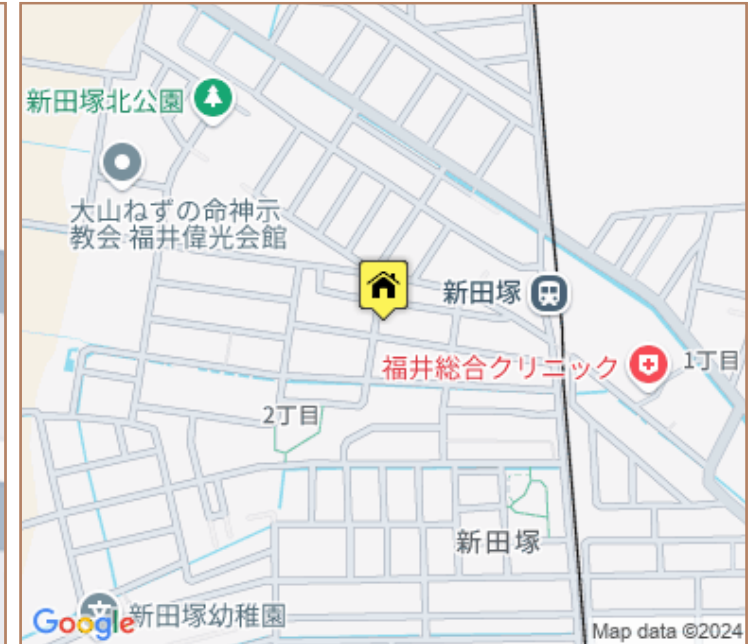 新田塚北公園
大山ねずの命神示
教会 福井偉光会館
新田塚
福井総合クリニック
1丁目
2丁目
新田塚
新田塚幼稚園
Google
Map data ©2024